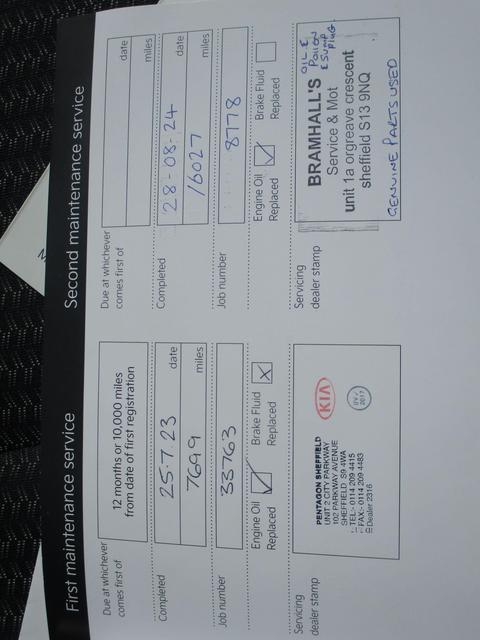 First maintenance service
Due at whichever
comes first of
12 months or 10,000 miles
from date of first registration
Completed
25.7.23
date
7699
miles
Job number
33763
Engine Oil
Replaced
Brake Fluid
Replaced
Servicing
dealer stamp
PENTAGON SHEFFIELD
UNIT 2 CITY PARKWAY
102 PARKWAY AVENUE
SHEFFIELD S9 4WA
TEL:- 0114 209 4415
FAX:- 0114 209 4483
Dealer 2316
KIA
Second maintenance service
Due at whichever
comes first of
date
miles
Completed
28-08-24
date
16027
miles
Job number
8778
Engine Oil
Replaced
Brake Fluid
Replaced
Servicing
dealer stamp
OIL &
POLLEN
& SUMP
PLUG.
BRAMHALL'S
Service & Mot
unit 1a orgreave crescent
sheffield S13 9NQ
GENUINE PARTS USED